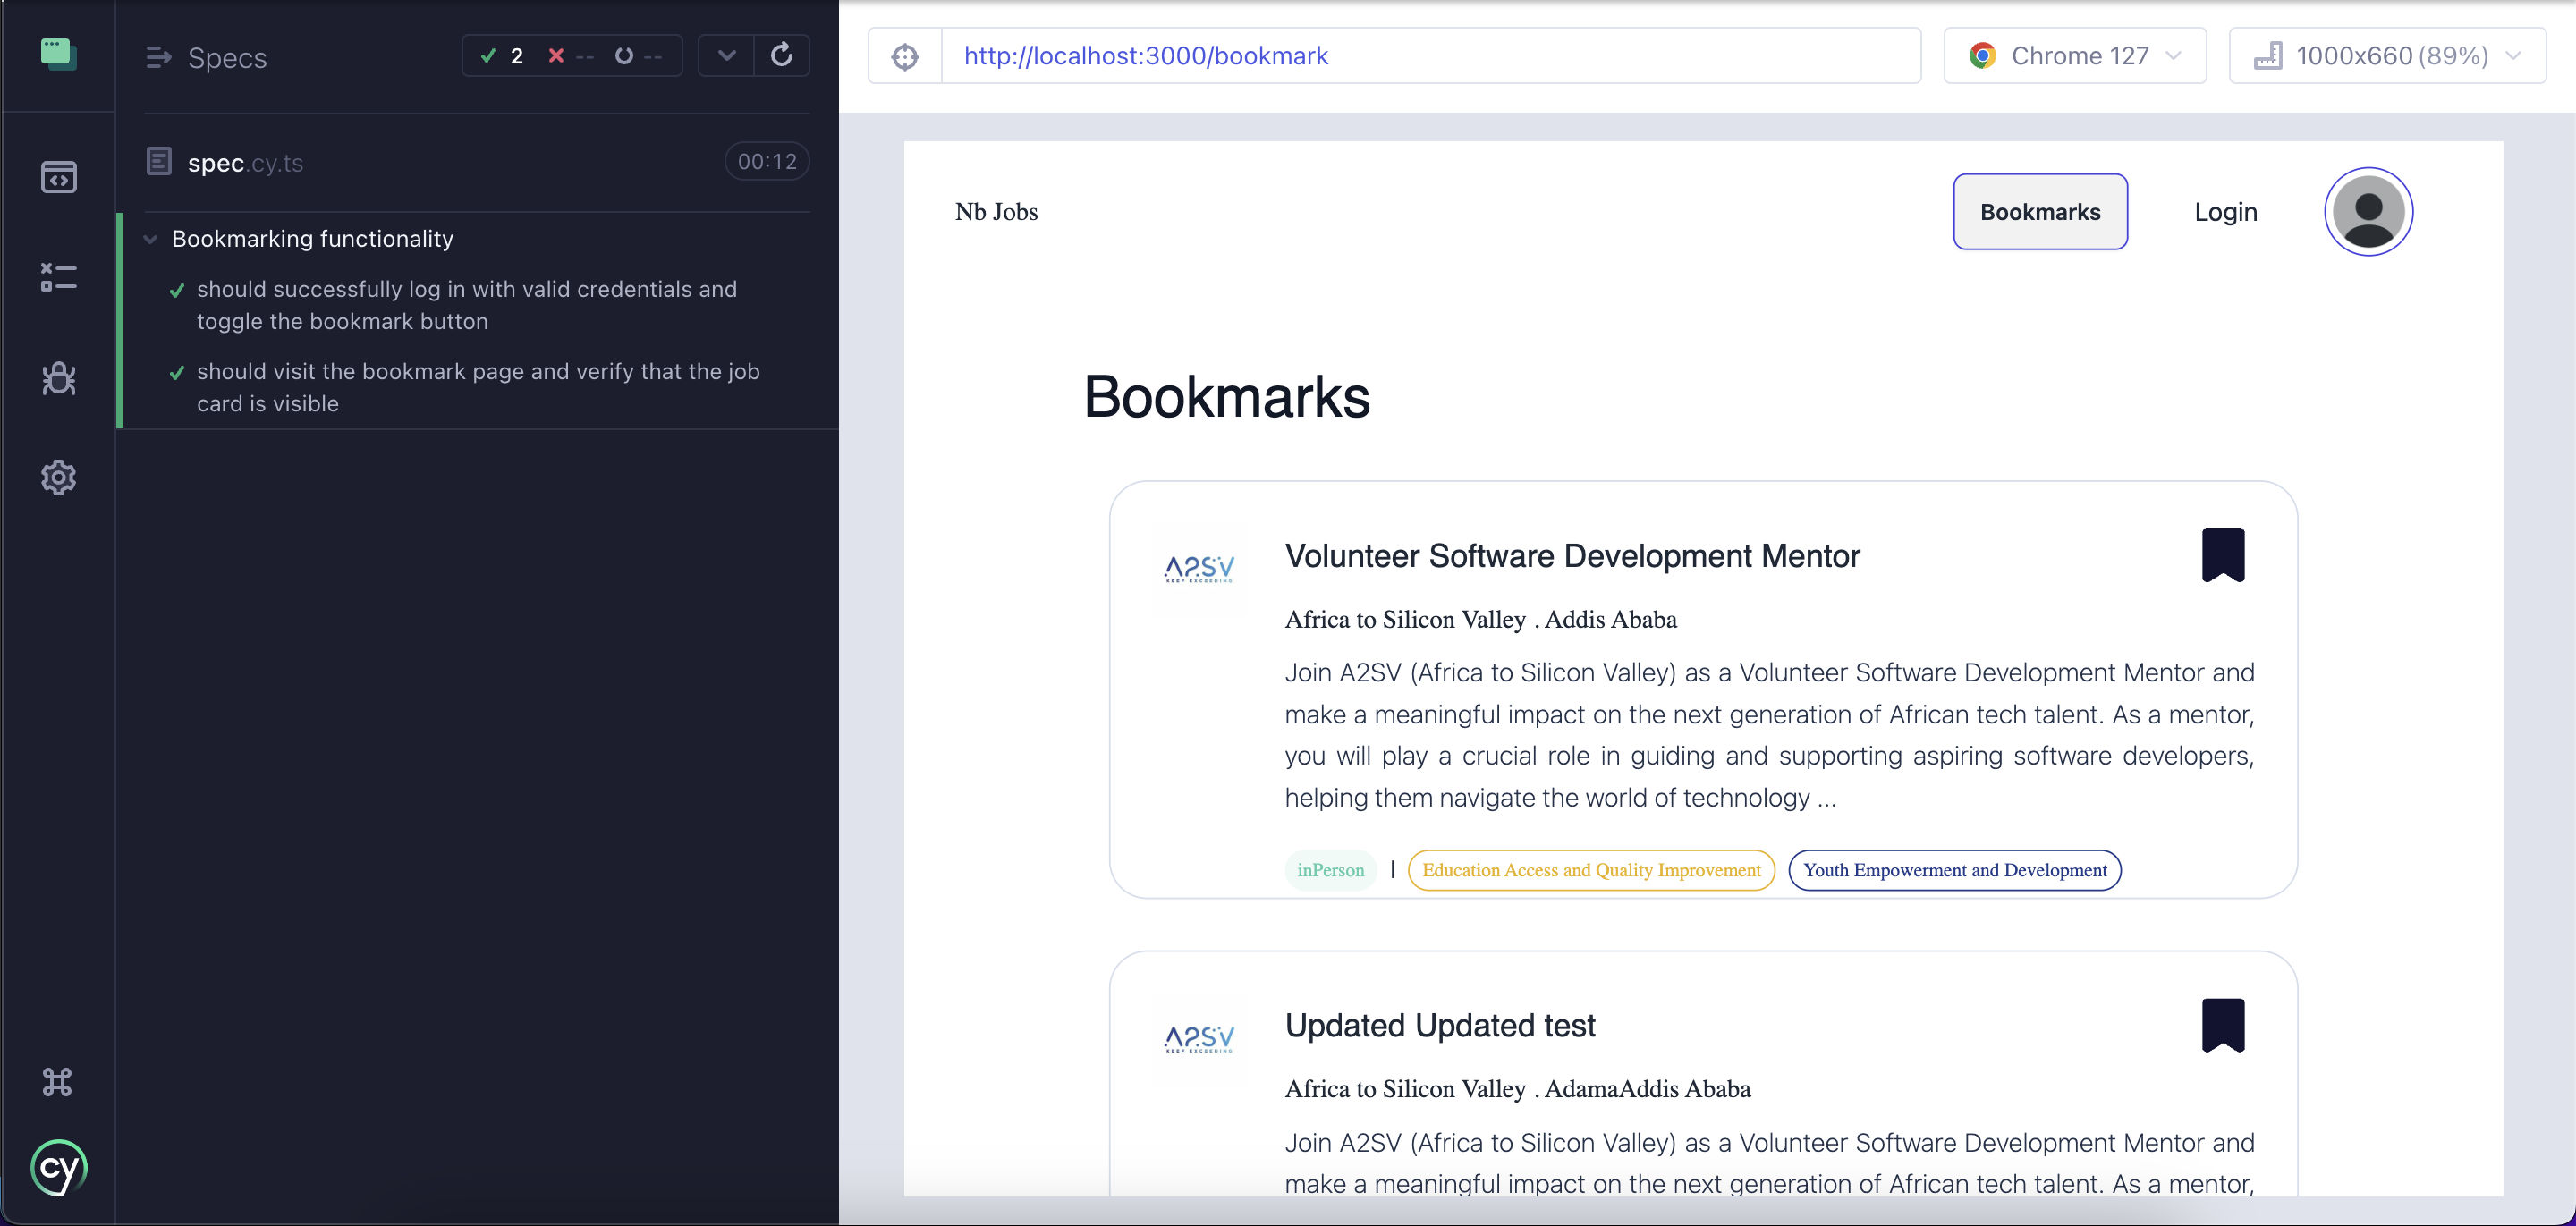 Specs
2 -- --
spec.cy.ts
00:12
Bookmarking functionality
should successfully log in with valid credentials and
toggle the bookmark button
should visit the bookmark page and verify that the job
card is visible
cy
http://localhost:3000/bookmark
Chrome 127
1000x660 (89%)
Nb Jobs
Bookmarks
Login
Bookmarks
A2SV
KEEP EXCEEDING
Volunteer Software Development Mentor
Africa to Silicon Valley . Addis Ababa
Join A2SV (Africa to Silicon Valley) as a Volunteer Software Development Mentor and
make a meaningful impact on the next generation of African tech talent. As a mentor,
you will play a crucial role in guiding and supporting aspiring software developers,
helping them navigate the world of technology ...
inPerson | Education Access and Quality Improvement Youth Empowerment and Development
A2SV
KEEP EXCEEDING
Updated Updated test
Africa to Silicon Valley . AdamaAddis Ababa
Join A2SV (Africa to Silicon Valley) as a Volunteer Software Development Mentor and
make a meaningful impact on the next generation of African tech talent. As a mentor,